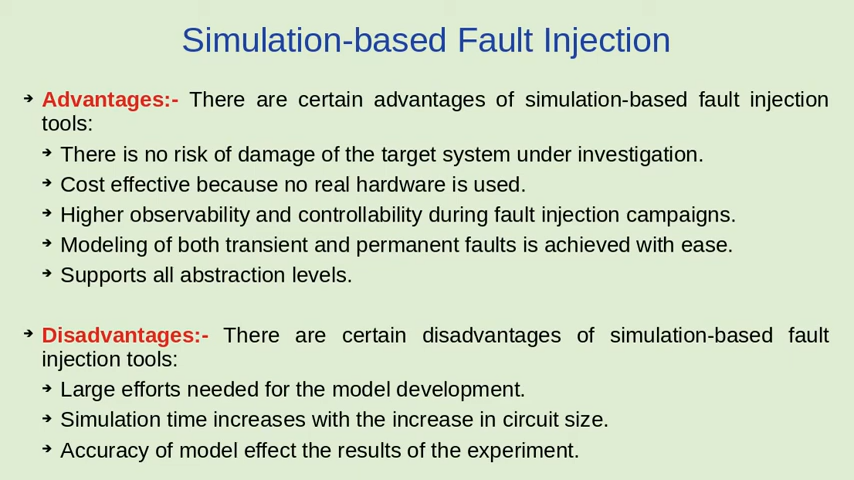 Simulation-based Fault Injection
➔ Advantages:- There are certain advantages of simulation-based fault injection
tools:
➔ There is no risk of damage of the target system under investigation.
➔ Cost effective because no real hardware is used.
➔ Higher observability and controllability during fault injection campaigns.
➔ Modeling of both transient and permanent faults is achieved with ease.
➔ Supports all abstraction levels.
➔ Disadvantages:- There are certain disadvantages of simulation-based fault
injection tools:
➔ Large efforts needed for the model development.
➔ Simulation time increases with the increase in circuit size.
➔ Accuracy of model effect the results of the experiment.